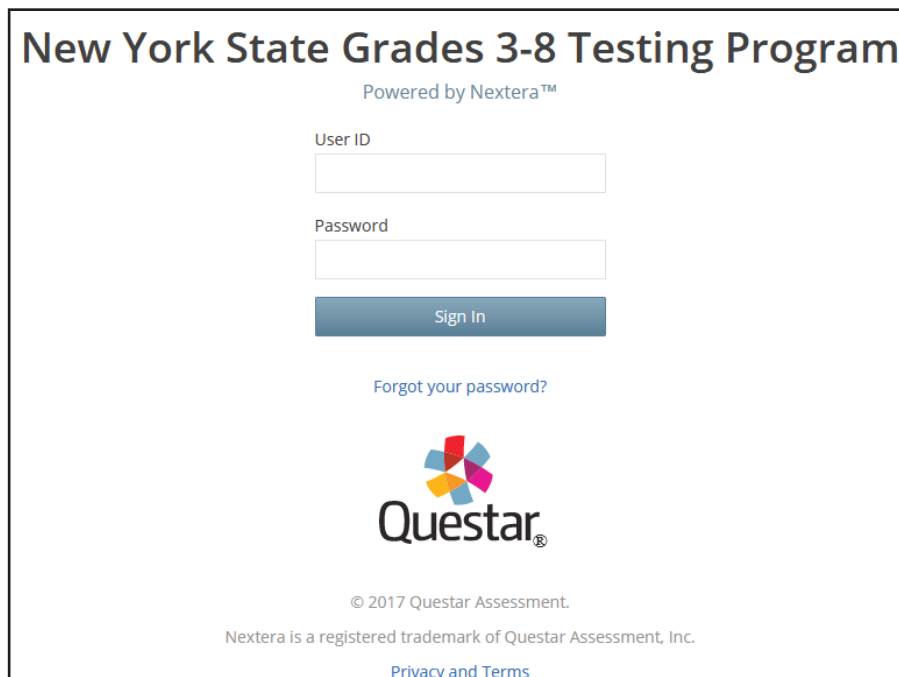 New York State Grades 3-8 Testing Program
Powered by Nextera™
User ID
Password
Sign In
Forgot your password?
Questar®
© 2017 Questar Assessment.
Nextera is a registered trademark of Questar Assessment, Inc.
Privacy and Terms